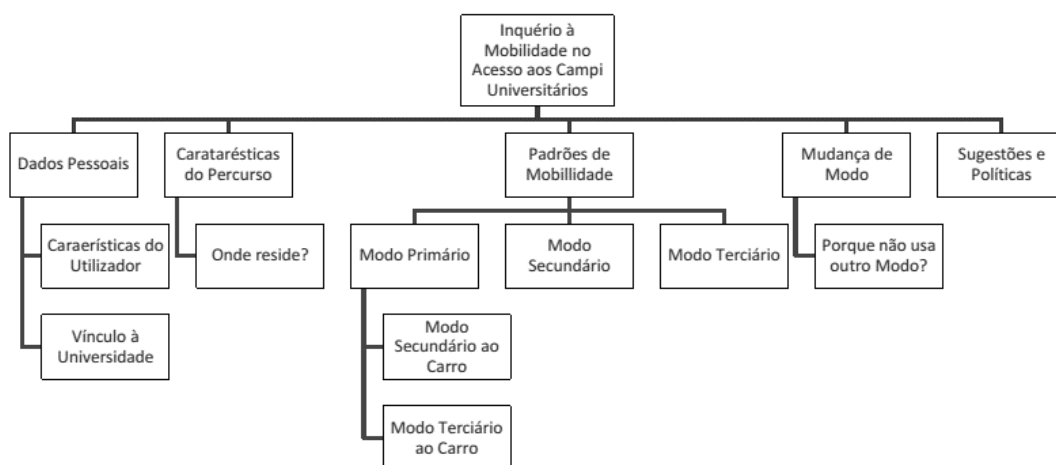 Inquério à
Mobilidade no
Acesso aos Campi
Universitários
Dados Pessoais
Caratarésticas
do Percurso
Padrões de
Mobillidade
Mudança de
Modo
Sugestões e
Políticas
Caraerísticas do
Utilizador
Onde reside?
Modo Primário
Modo
Secundário
Modo Terciário
Porque não usa
outro Modo?
Vínculo à
Universidade
Modo
Secundário ao
Carro
Modo Terciário
ao Carro